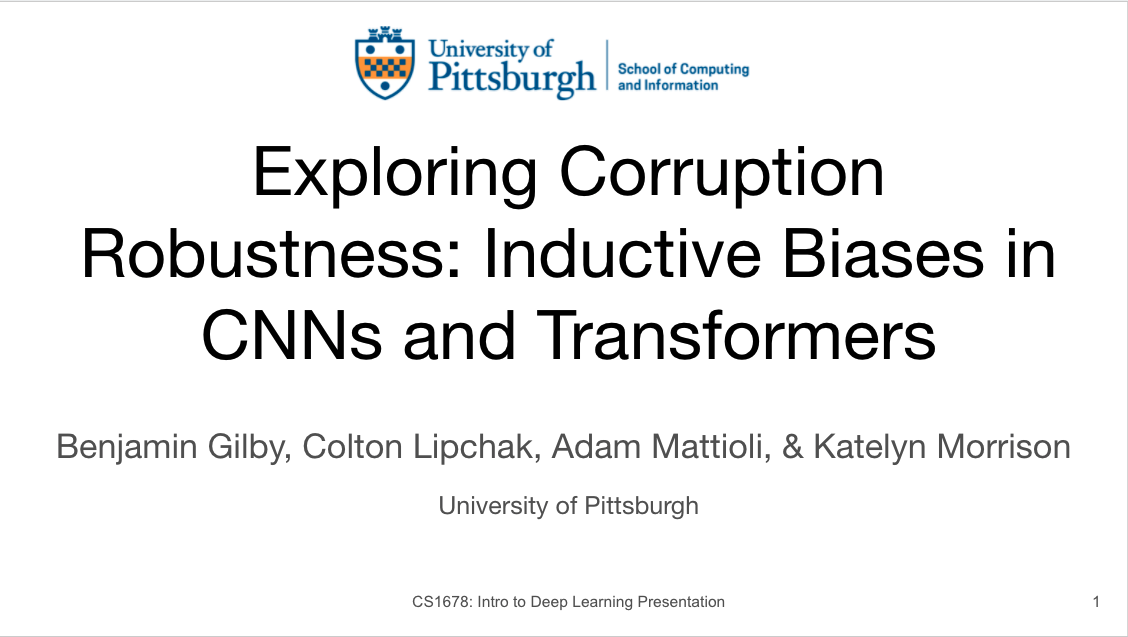 University of
Pittsburgh
School of Computing
and Information
Exploring Corruption
Robustness: Inductive Biases in
CNNs and Transformers
Benjamin Gilby, Colton Lipchak, Adam Mattioli, & Katelyn Morrison
University of Pittsburgh
CS1678: Intro to Deep Learning Presentation
1